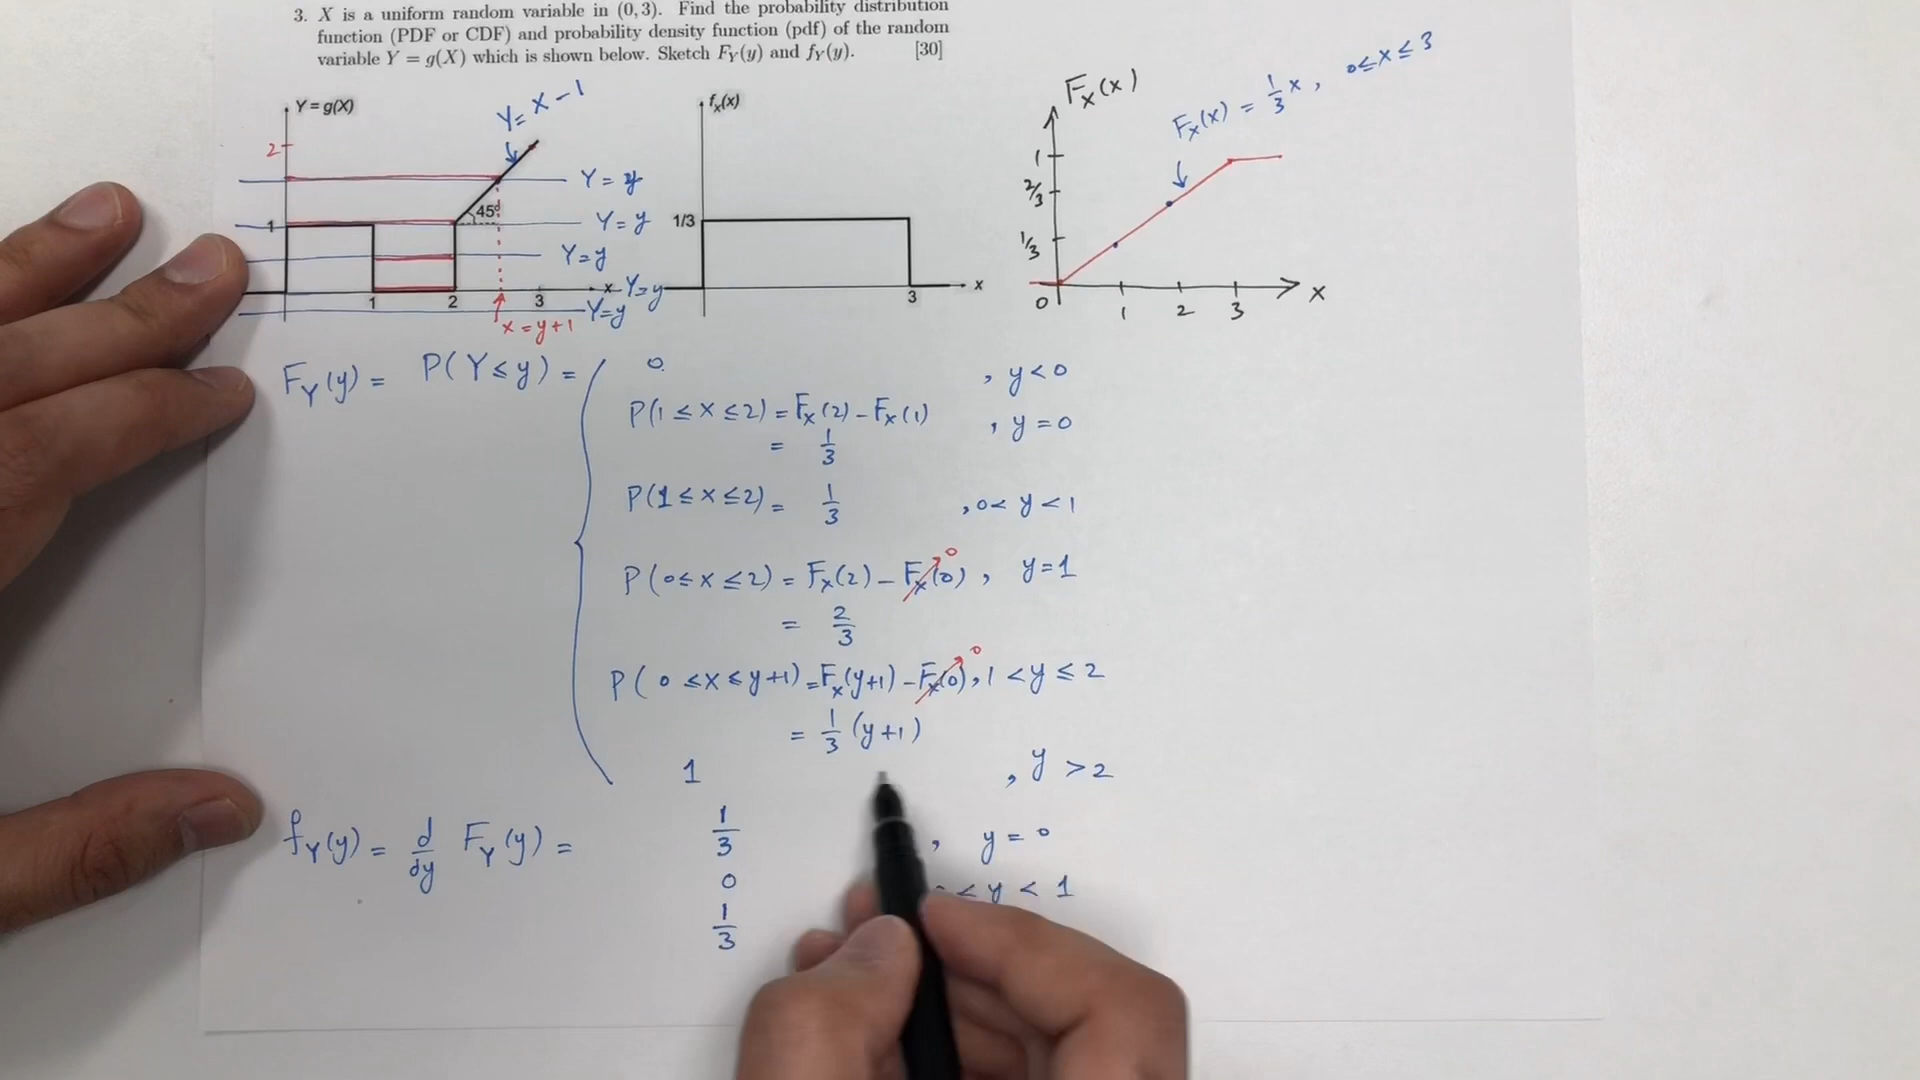 3. X is a uniform random variable in (0, 3). Find the probability distribution
function (PDF or CDF) and probability density function (pdf) of the random
variable Y = g(X) which is shown below. Sketch F_Y(y) and f_Y(y). [30]
Y = g(X)
Y = X - 1
2
Y = y
45°
1
Y = y
Y = y
x
Y = y
1 2 3
Y = y
x = y+1
f_x(x)
1/3
3
x
F_X(x)
F_X(x) = 1/3 x, 0 ≤ x ≤ 3
1
2/3
1/3
0
1 2 3
X
F_Y(y) = P(Y ≤ y) = { 0 , y < 0
P(1 ≤ X ≤ 2) = F_X(2) - F_X(1) , y = 0
= 1/3
P(1 ≤ X ≤ 2) = 1/3 , 0 < y < 1
P(0 ≤ X ≤ 2) = F_X(2) - F_X(0) , y = 1
0
= 2/3
P(0 ≤ X ≤ y+1) = F_X(y+1) - F_X(0) , 1 < y ≤ 2
0
= 1/3 (y+1)
1 , y > 2
f_Y(y) = d/dy F_Y(y) =
1/3 , y = 0
0 < y < 1
1/3